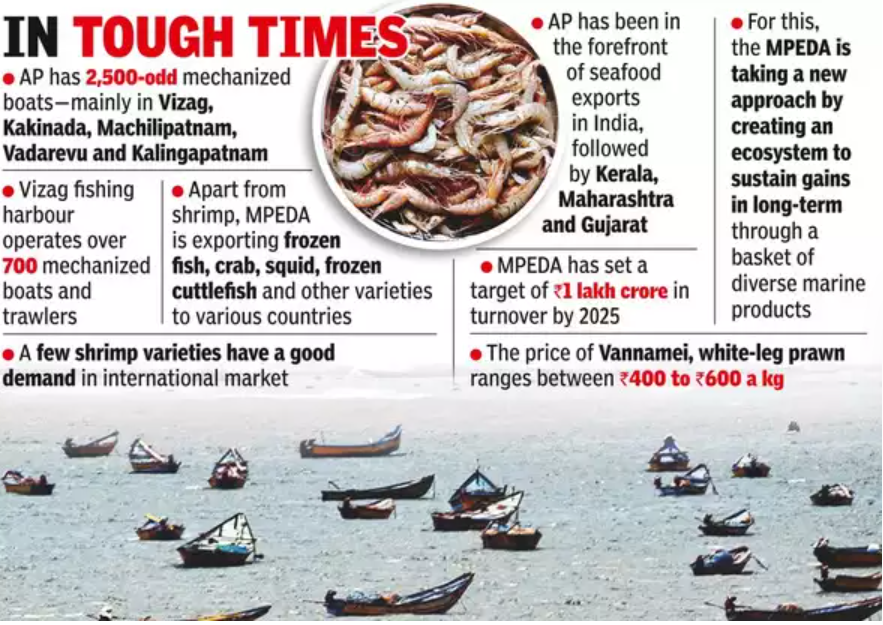 IN TOUGH TIMES
● AP has 2,500-odd mechanized
boats—mainly in Vizag,
Kakinada, Machilipatnam,
Vadarevu and Kalingapatnam
● Vizag fishing
harbour
operates over
700 mechanized
boats and
trawlers
● Apart from
shrimp, MPEDA
is exporting frozen
fish, crab, squid, frozen
cuttlefish and other varieties
to various countries
● A few shrimp varieties have a good
demand in international market
● AP has been in
the forefront
of seafood
exports
in India,
followed
by Kerala,
Maharashtra
and Gujarat
● MPEDA has set a
target of ₹1 lakh crore in
turnover by 2025
● For this,
the MPEDA is
taking a new
approach by
creating an
ecosystem to
sustain gains
in long-term
through a
basket of
diverse marine
products
● The price of Vannamei, white-leg prawn
ranges between ₹400 to ₹600 a kg